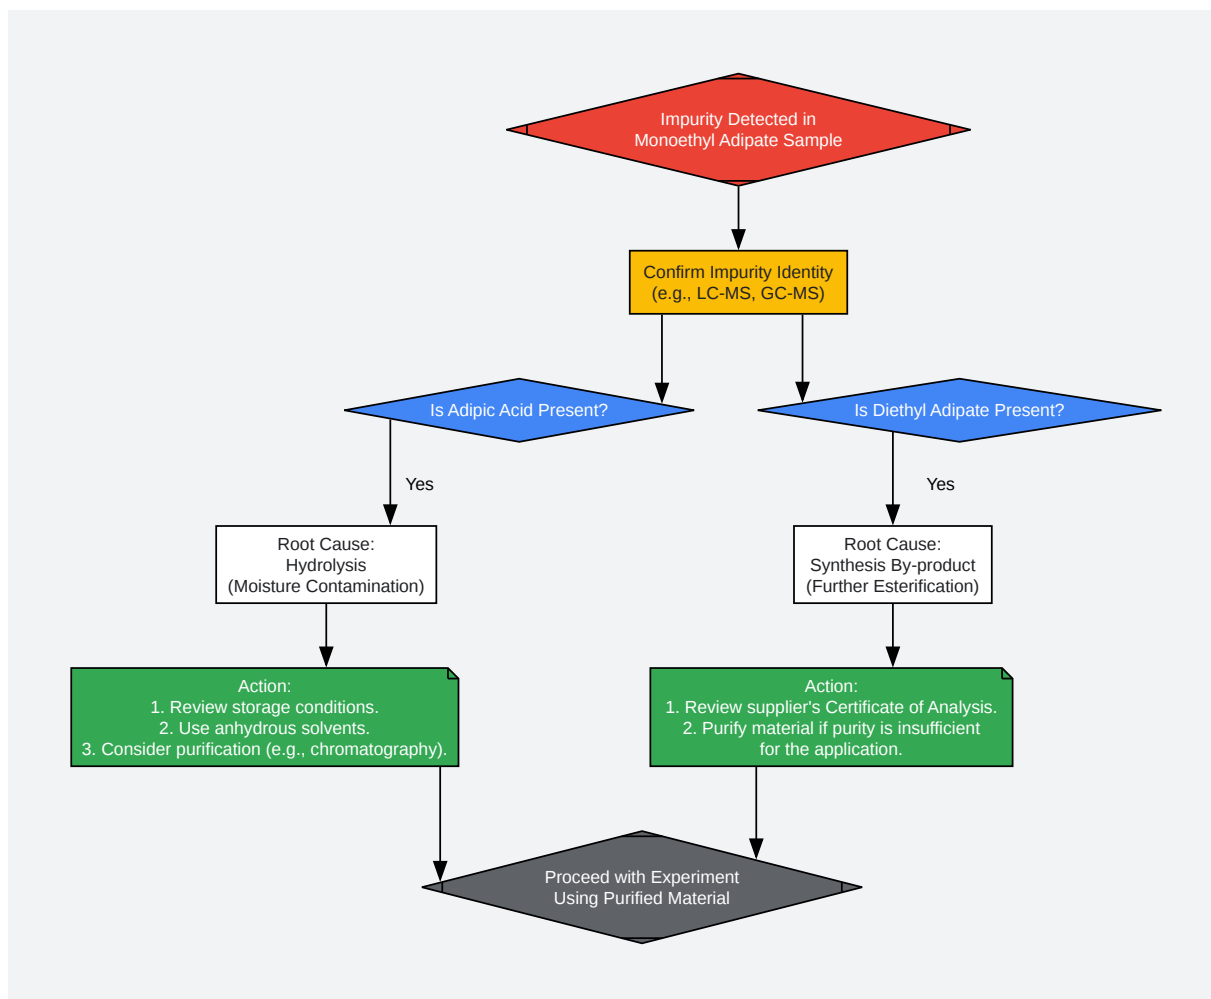 Impurity Detected in
Monoethyl Adipate Sample
Confirm Impurity Identity
(e.g., LC-MS, GC-MS)
Is Adipic Acid Present?
Is Diethyl Adipate Present?
Yes
Yes
Root Cause:
Hydrolysis
(Moisture Contamination)
Root Cause:
Synthesis By-product
(Further Esterification)
Action:
1. Review storage conditions.
2. Use anhydrous solvents.
3. Consider purification (e.g., chromatography).
Action:
1. Review supplier's Certificate of Analysis.
2. Purify material if purity is insufficient
for the application.
Proceed with Experiment
Using Purified Material